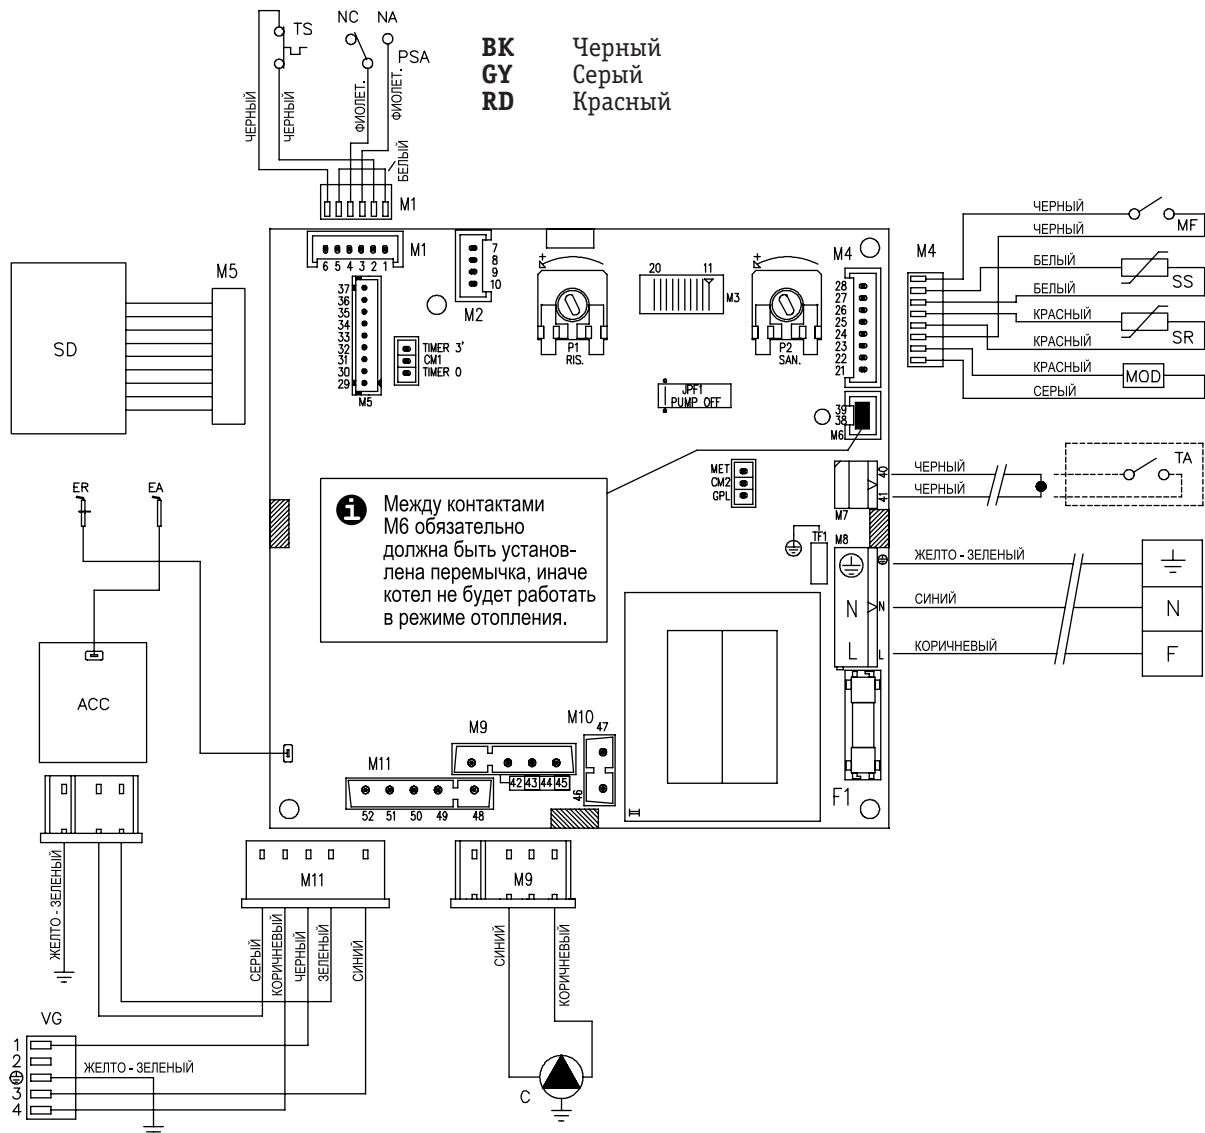 TS
NC NA
PSA
BK Черный
GY Серый
RD Красный
ЧЕРНЫЙ
ЧЕРНЫЙ
ФИОЛЕТ.
ФИОЛЕТ.
БЕЛЫЙ
M1
M1
6 5 4 3 2 1
7
8
9
10
M2
20 11
M3
P1
RIS.
P2
SAN.
M4
28
27
26
25
24
23
22
21
M4
ЧЕРНЫЙ
MF
ЧЕРНЫЙ
БЕЛЫЙ
SS
БЕЛЫЙ
КРАСНЫЙ
SR
КРАСНЫЙ
КРАСНЫЙ
MOD
СЕРЫЙ
SD
M5
37
36
35
34
33
32
31
30
29
M5
TIMER 3'
CM1
TIMER 0
JPF1
PUMP OFF
39
38
M6
MET
CM2
GPL
40
41
M7
ЧЕРНЫЙ
ЧЕРНЫЙ
TA
ER EA
i
Между контактами
M6 обязательно
должна быть установ-
лена перемычка, иначе
котел не будет работать
в режиме отопления.
TF1
M8
N
N
L
L
ЖЕЛТО - ЗЕЛЕНЫЙ
СИНИЙ
N
КОРИЧНЕВЫЙ
F
ACC
F1
M9
42 43 44 45
M10
47
46
M11
52 51 50 49 48
M11
M9
ЖЕЛТО - ЗЕЛЕНЫЙ
СЕРЫЙ
КОРИЧНЕВЫЙ
ЧЕРНЫЙ
ЗЕЛЕНЫЙ
СИНИЙ
СИНИЙ
КОРИЧНЕВЫЙ
VG
1
2
3
4
ЖЕЛТО - ЗЕЛЕНЫЙ
C